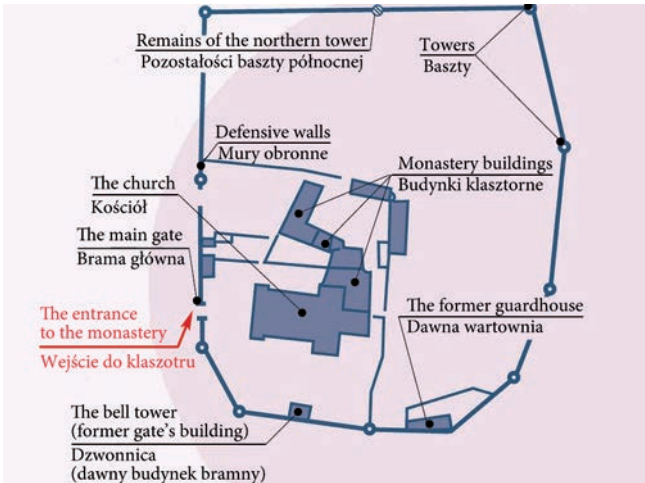 Remains of the northern tower
Pozostałości baszty północnej
Towers
Baszty
Defensive walls
Mury obronne
Monastery buildings
Budynki klasztorne
The church
Kościół
The main gate
Brama główna
The entrance
to the monastery
Wejście do klaszotru
The former guardhouse
Dawna wartownia
The bell tower
(former gate's building)
Dzwonnica
(dawny budynek bramny)